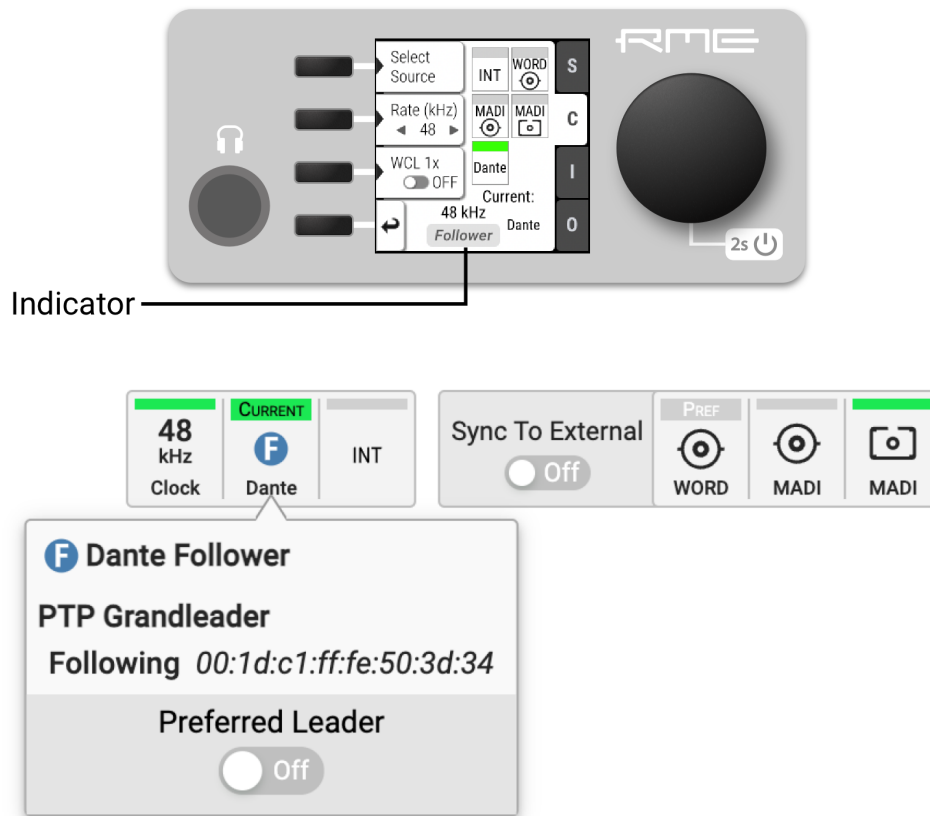 RME
Select
Source
INT
WORD
S
Rate (kHz)
48
MADI
MADI
C
WCL 1x
OFF
Dante
I
Current:
48 kHz
Dante
Follower
O
2s
Indicator
48
kHz
Clock
CURRENT
F
Dante
INT
Sync To External
Off
PREF
WORD
MADI
MADI
F Dante Follower
PTP Grandleader
Following 00:1d:c1:ff:fe:50:3d:34
Preferred Leader
Off